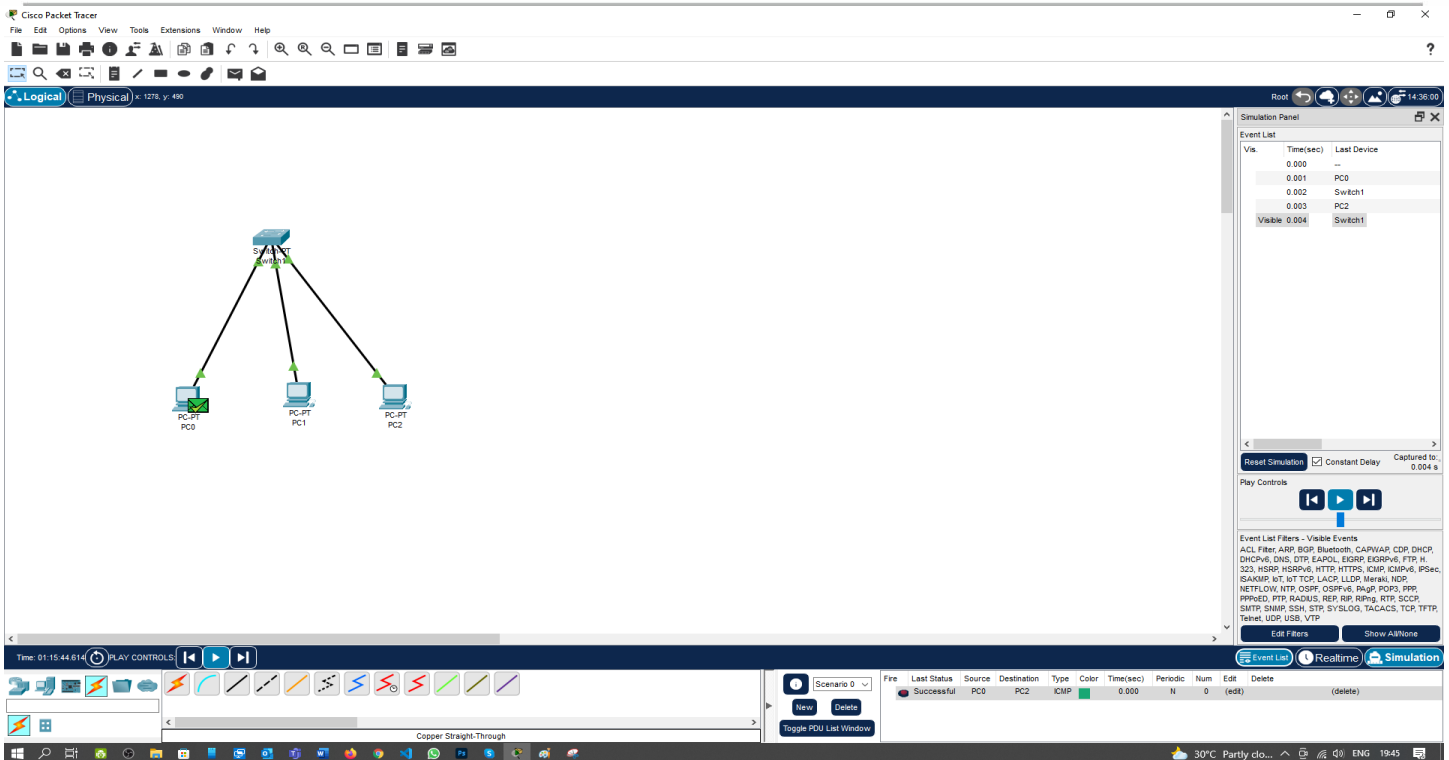 Cisco Packet Tracer
File Edit Options View Tools Extensions Window Help
?
Logical Physical x: 1278, y: 490
Root 14:36:00
Simulation Panel
Event List
Vis. Time(sec) Last Device
0.000 --
0.001 PC0
0.002 Switch1
0.003 PC2
Visible 0.004 Switch1
Switch-PT
Switch1
PC-PT
PC0
PC-PT
PC1
PC-PT
PC2
Reset Simulation Constant Delay Captured to:
0.004 s
Play Controls
Event List Filters - Visible Events
ACL Filter, ARP, BGP, Bluetooth, CAPWAP, CDP, DHCP,
DHCPv6, DNS, DTP, EAPOL, EIGRP, EIGRPv6, FTP, H.
323, HSRP, HSRPv6, HTTP, HTTPS, ICMP, ICMPv6, IPSec,
ISAKMP, IoT, IoT TCP, LACP, LLDP, Meraki, NDP,
NETFLOW, NTP, OSPF, OSPFv6, PAgP, POP3, PPP,
PPPoED, PTP, RADIUS, REP, RIP, RIPng, RTP, SCCP,
SMTP, SNMP, SSH, STP, SYSLOG, TACACS, TCP, TFTP,
Telnet, UDP, USB, VTP
Edit Filters Show All/None
Time: 01:15:44.614 PLAY CONTROLS:
Event List Realtime Simulation
Scenario 0
New Delete
Toggle PDU List Window
Fire Last Status Source Destination Type Color Time(sec) Periodic Num Edit Delete
Successful PC0 PC2 ICMP 0.000 N 0 (edit) (delete)
Copper Straight-Through
30°C Partly clo... ENG 19:45